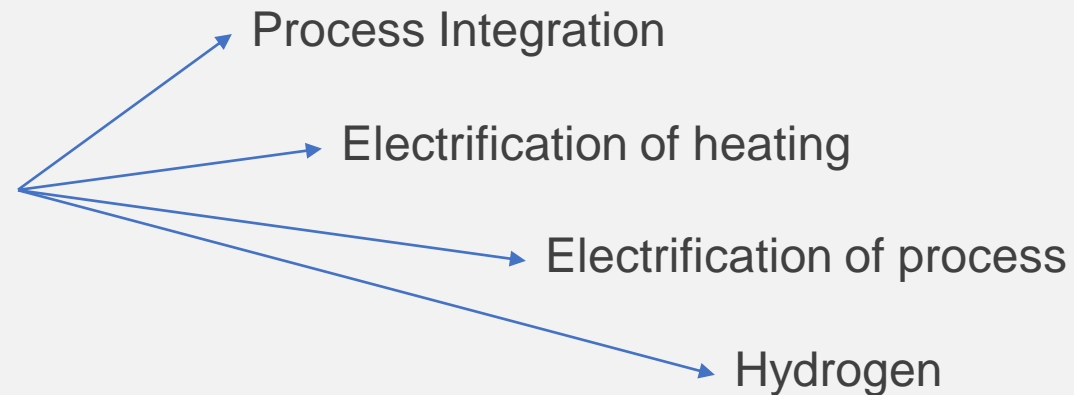 Process Integration
Electrification of heating
Electrification of process
Hydrogen